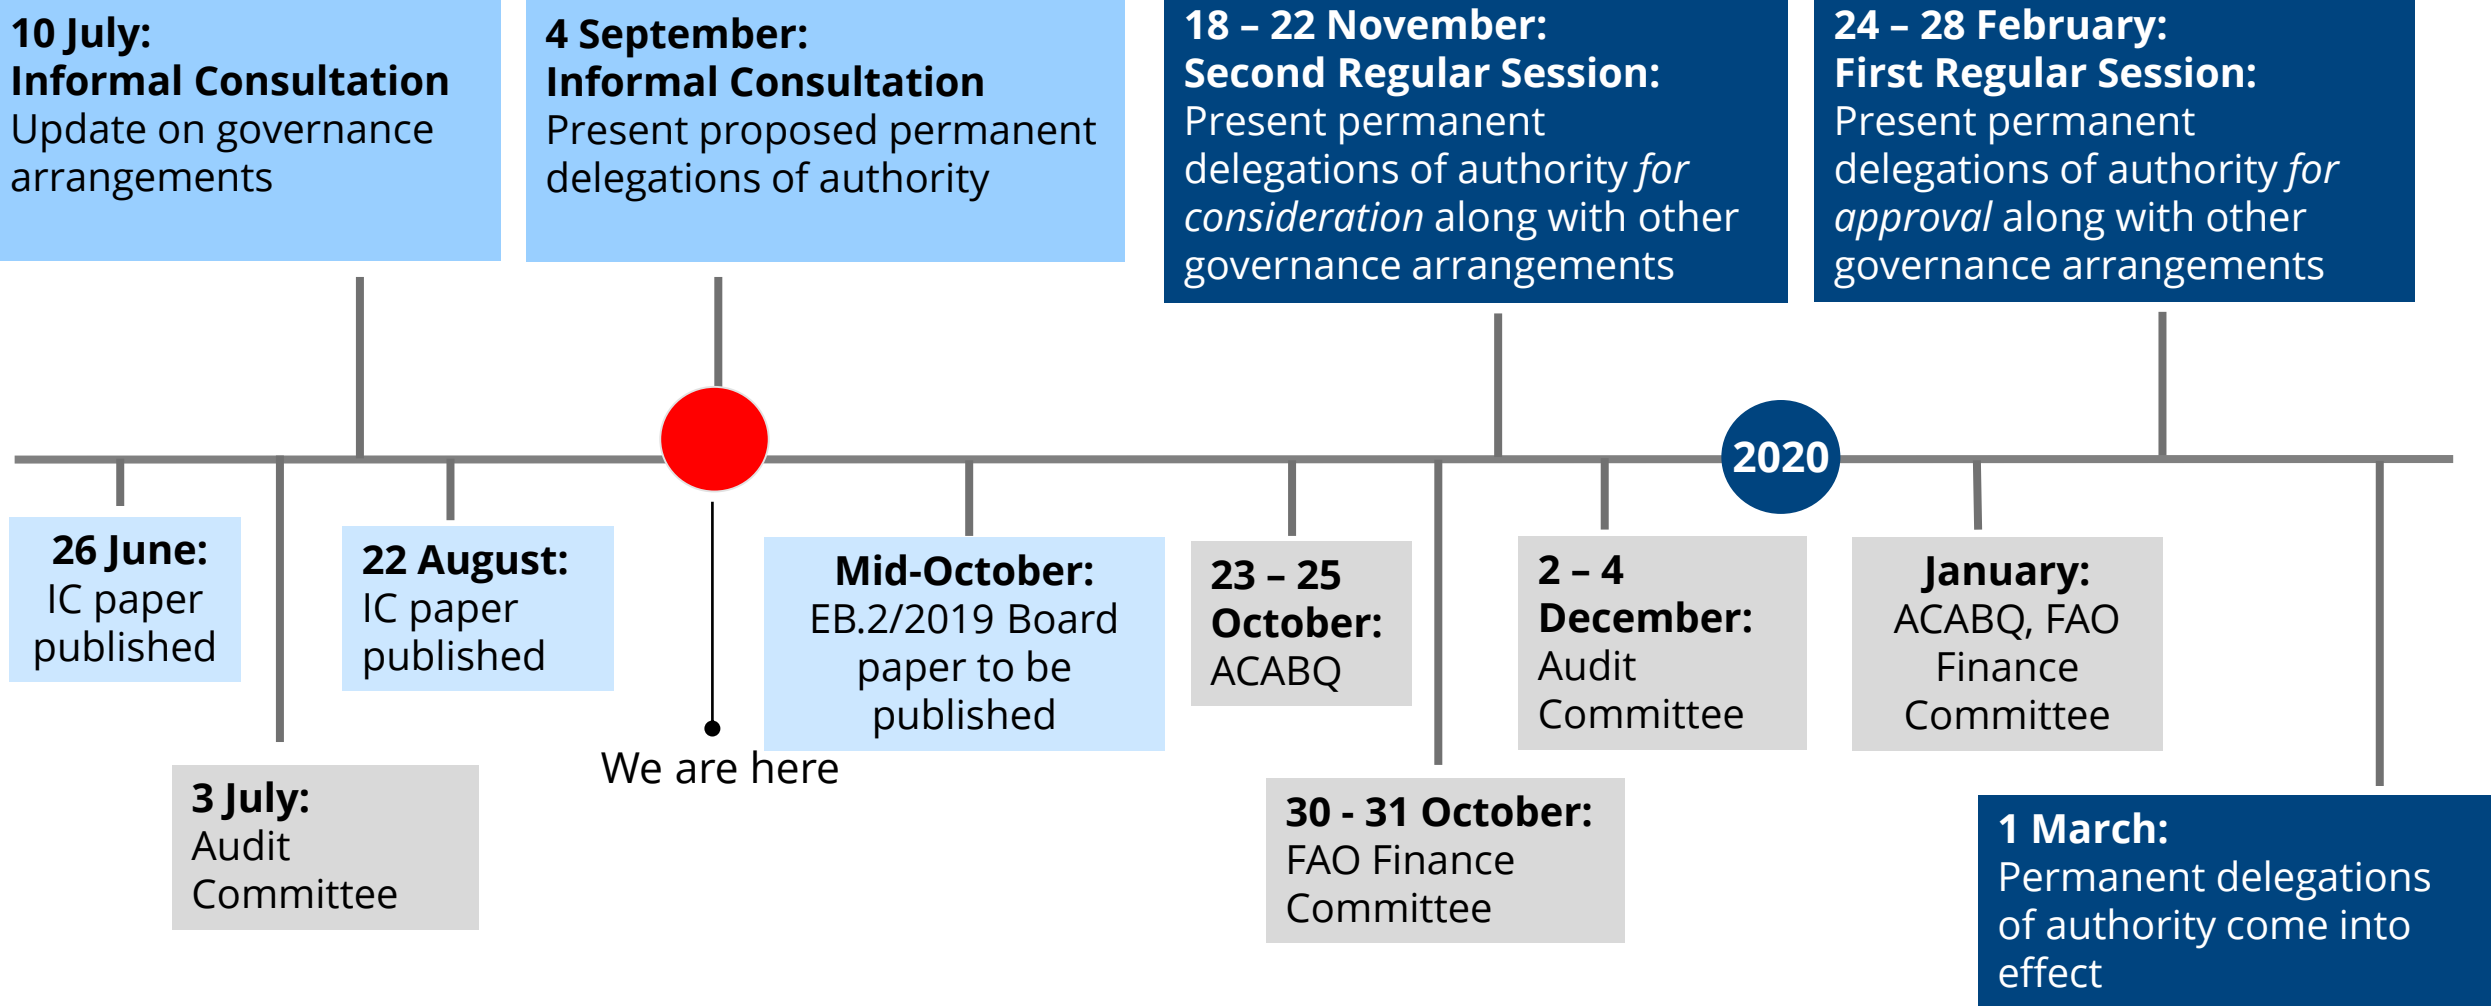 10 July:
Informal Consultation
Update on governance
arrangements
4 September:
Informal Consultation
Present proposed permanent
delegations of authority
18 – 22 November:
Second Regular Session:
Present permanent
delegations of authority for
consideration along with other
governance arrangements
24 – 28 February:
First Regular Session:
Present permanent
delegations of authority for
approval along with other
governance arrangements
2020
26 June:
IC paper
published
3 July:
Audit
Committee
22 August:
IC paper
published
We are here
Mid-October:
EB.2/2019 Board
paper to be
published
23 – 25
October:
ACABQ
30 - 31 October:
FAO Finance
Committee
2 – 4
December:
Audit
Committee
January:
ACABQ, FAO
Finance
Committee
1 March:
Permanent delegations
of authority come into
effect